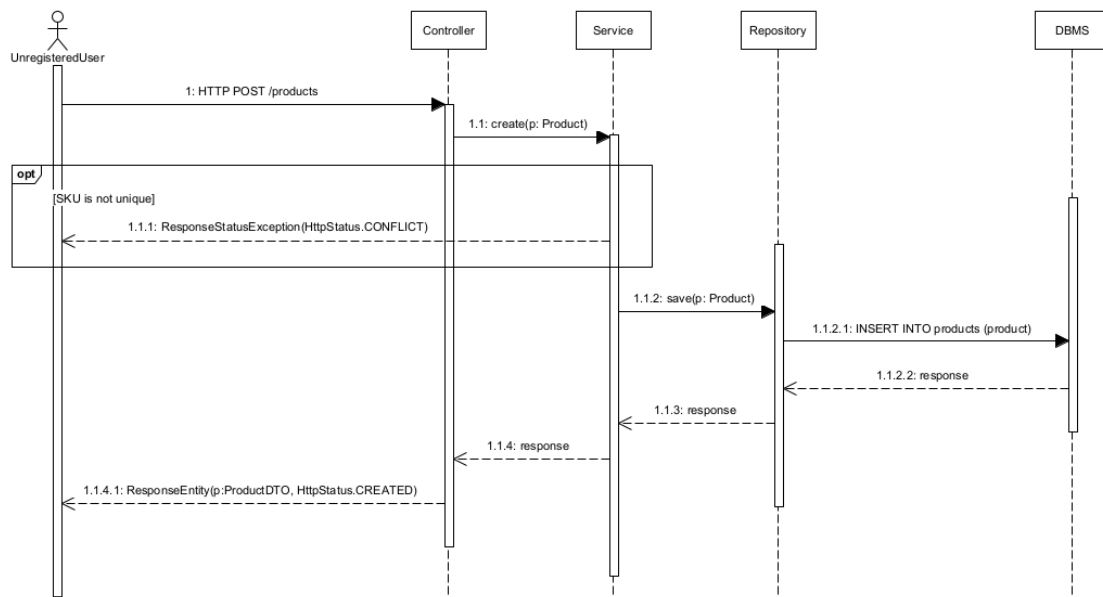 UnregisteredUser
Controller
Service
Repository
DBMS
1: HTTP POST /products
1.1: create(p: Product)
opt
[SKU is not unique]
1.1.1: ResponseStatusException(HttpStatus.CONFLICT)
1.1.2: save(p: Product)
1.1.2.1: INSERT INTO products (product)
1.1.2.2: response
1.1.3: response
1.1.4: response
1.1.4.1: ResponseEntity(p:ProductDTO, HttpStatus.CREATED)